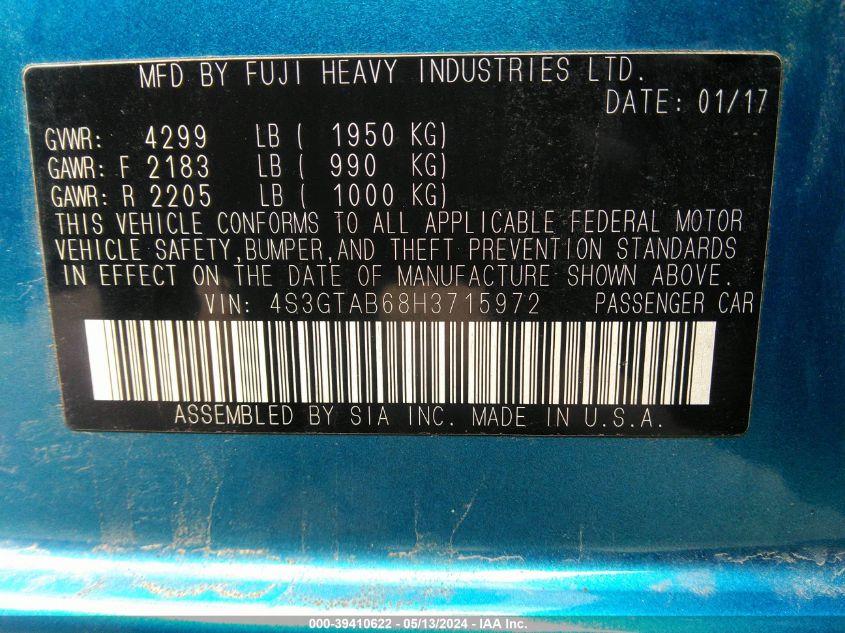 MFD BY FUJI HEAVY INDUSTRIES LTD.
DATE: 01/17
GVWR: 4299 LB ( 1950 KG)
GAWR: F 2183 LB ( 990 KG)
GAWR: R 2205 LB ( 1000 KG)
THIS VEHICLE CONFORMS TO ALL APPLICABLE FEDERAL MOTOR
VEHICLE SAFETY, BUMPER, AND THEFT PREVENTION STANDARDS
IN EFFECT ON THE DATE OF MANUFACTURE SHOWN ABOVE.
VIN: 4S3GTAB68H3715972 PASSENGER CAR
ASSEMBLED BY SIA INC. MADE IN U.S.A.
000-39410622 - 05/13/2024 - IAA Inc.